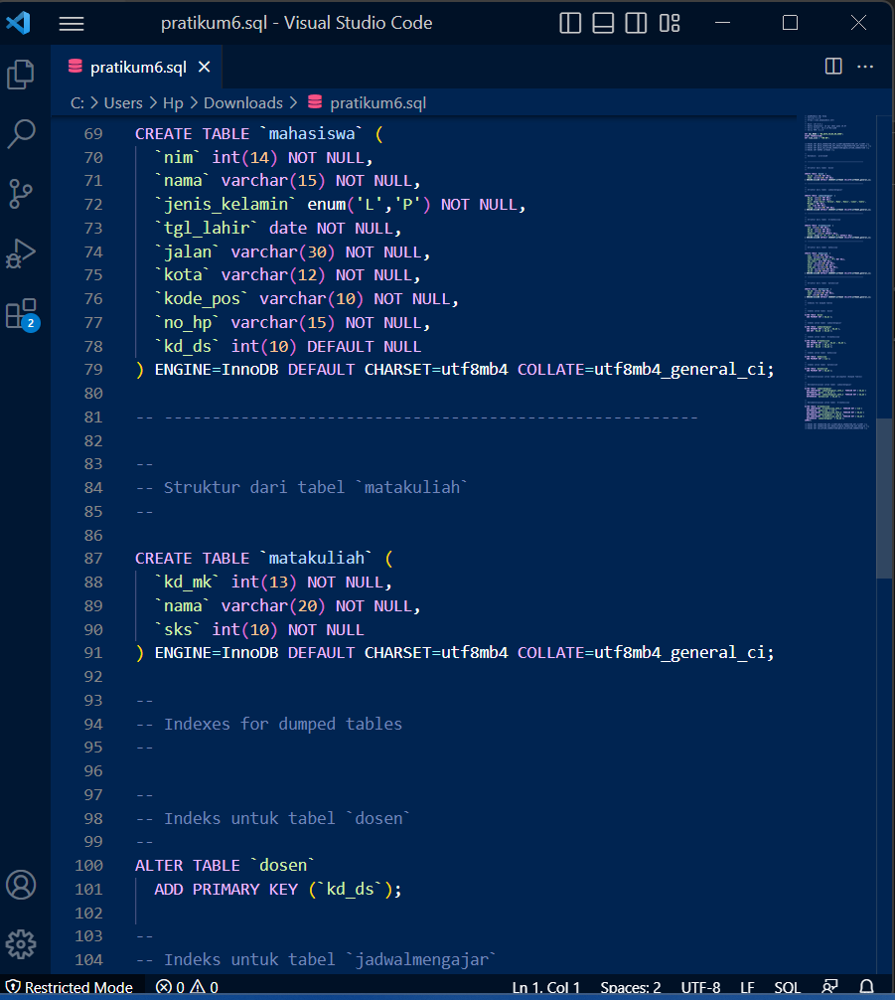 pratikum6.sql - Visual Studio Code
pratikum6.sql
C: > Users > Hp > Downloads > pratikum6.sql
69 CREATE TABLE `mahasiswa` (
70 `nim` int(14) NOT NULL,
71 `nama` varchar(15) NOT NULL,
72 `jenis_kelamin` enum('L','P') NOT NULL,
73 `tgl_lahir` date NOT NULL,
74 `jalan` varchar(30) NOT NULL,
75 `kota` varchar(12) NOT NULL,
76 `kode_pos` varchar(10) NOT NULL,
77 `no_hp` varchar(15) NOT NULL,
78 `kd_ds` int(10) DEFAULT NULL
79 ) ENGINE=InnoDB DEFAULT CHARSET=utf8mb4 COLLATE=utf8mb4_general_ci;
80
81 -- --------------------------------------------------------
82
83 --
84 -- Struktur dari tabel `matakuliah`
85 --
86
87 CREATE TABLE `matakuliah` (
88 `kd_mk` int(13) NOT NULL,
89 `nama` varchar(20) NOT NULL,
90 `sks` int(10) NOT NULL
91 ) ENGINE=InnoDB DEFAULT CHARSET=utf8mb4 COLLATE=utf8mb4_general_ci;
92
93 --
94 -- Indexes for dumped tables
95 --
96
97 --
98 -- Indeks untuk tabel `dosen`
99 --
100 ALTER TABLE `dosen`
101 ADD PRIMARY KEY (`kd_ds`);
102
103 --
104 -- Indeks untuk tabel `jadwalmengajar`
2
Restricted Mode 0 0 Ln 1, Col 1 Spaces: 2 UTF-8 LF SQL